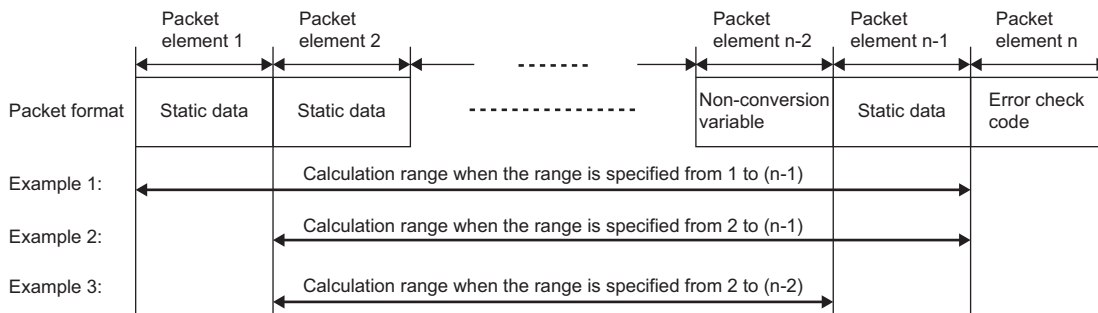 Packet element 1
Packet element 2
Packet element n-2
Packet element n-1
Packet element n
Packet format
Static data
Static data
Non-conversion variable
Static data
Error check code
Example 1:
Calculation range when the range is specified from 1 to (n-1)
Example 2:
Calculation range when the range is specified from 2 to (n-1)
Example 3:
Calculation range when the range is specified from 2 to (n-2)